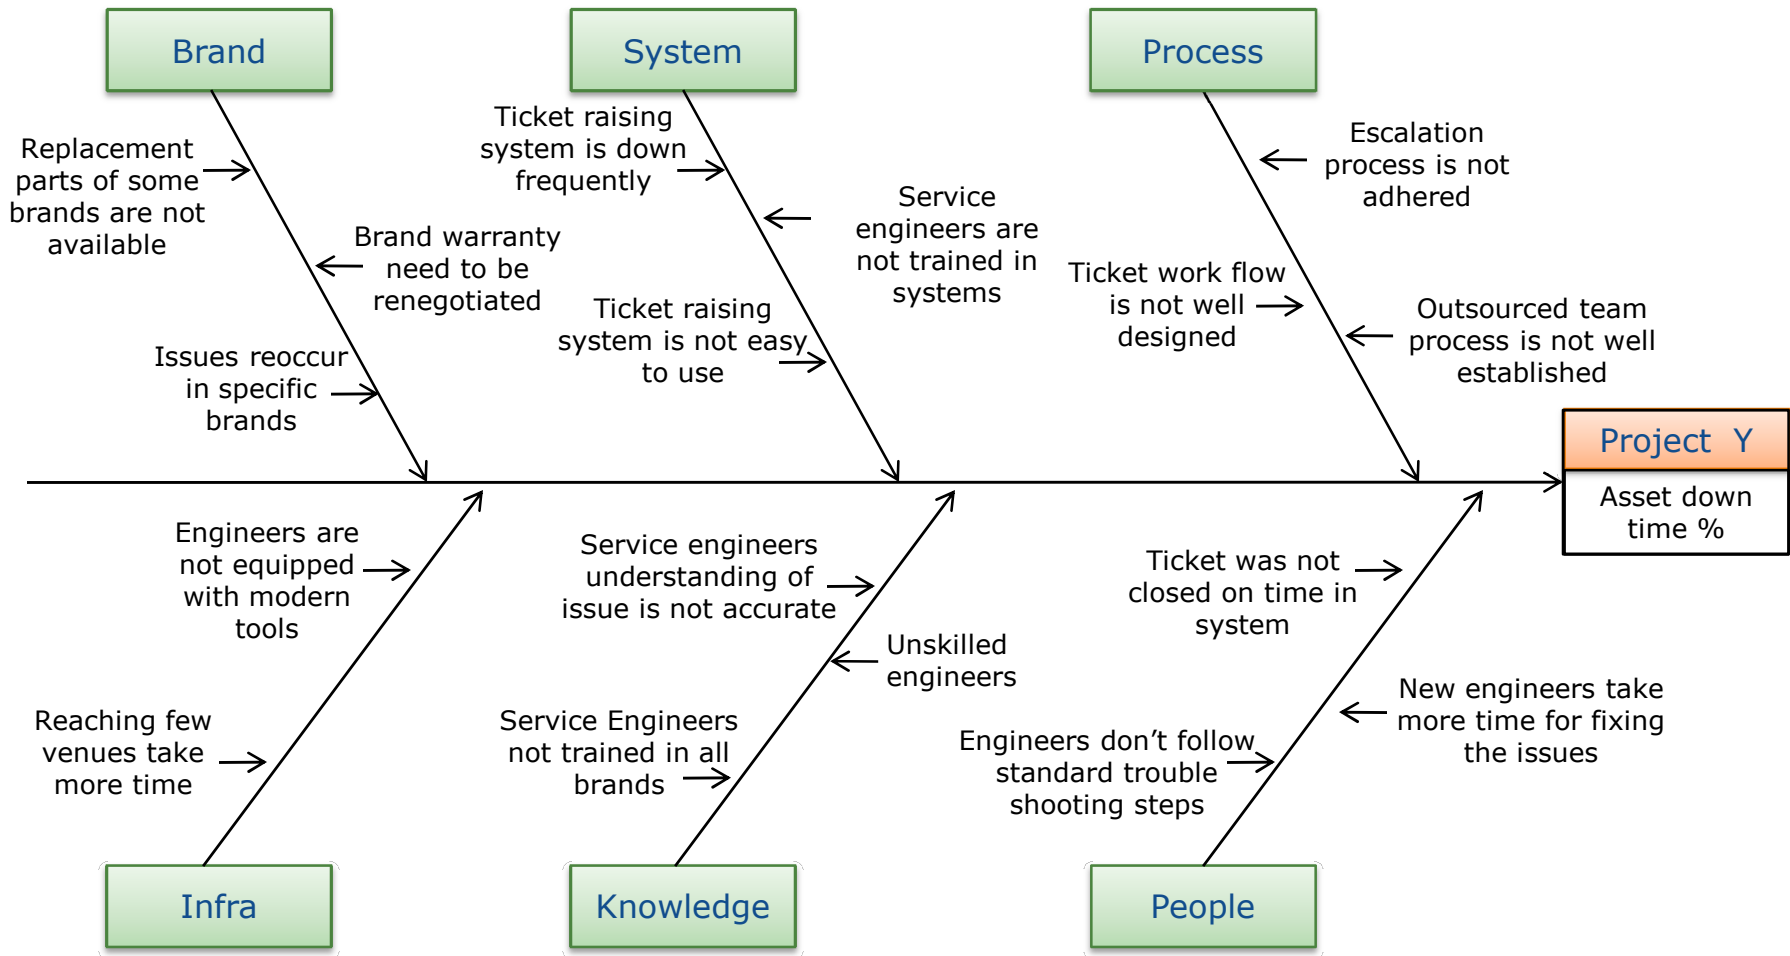 Brand
System
Process
Replacement
parts of some
brands are not
available
Brand warranty
need to be
renegotiated
Issues reoccur
in specific
brands
Ticket raising
system is down
frequently
Service
engineers are
not trained in
systems
Ticket raising
system is not easy
to use
Escalation
process is not
adhered
Ticket work flow
is not well
designed
Outsourced team
process is not well
established
Project Y
Asset down
time %
Engineers are
not equipped
with modern
tools
Reaching few
venues take
more time
Service engineers
understanding of
issue is not accurate
Unskilled
engineers
Service Engineers
not trained in all
brands
Ticket was not
closed on time in
system
New engineers take
more time for fixing
the issues
Engineers don’t follow
standard trouble
shooting steps
Infra
Knowledge
People